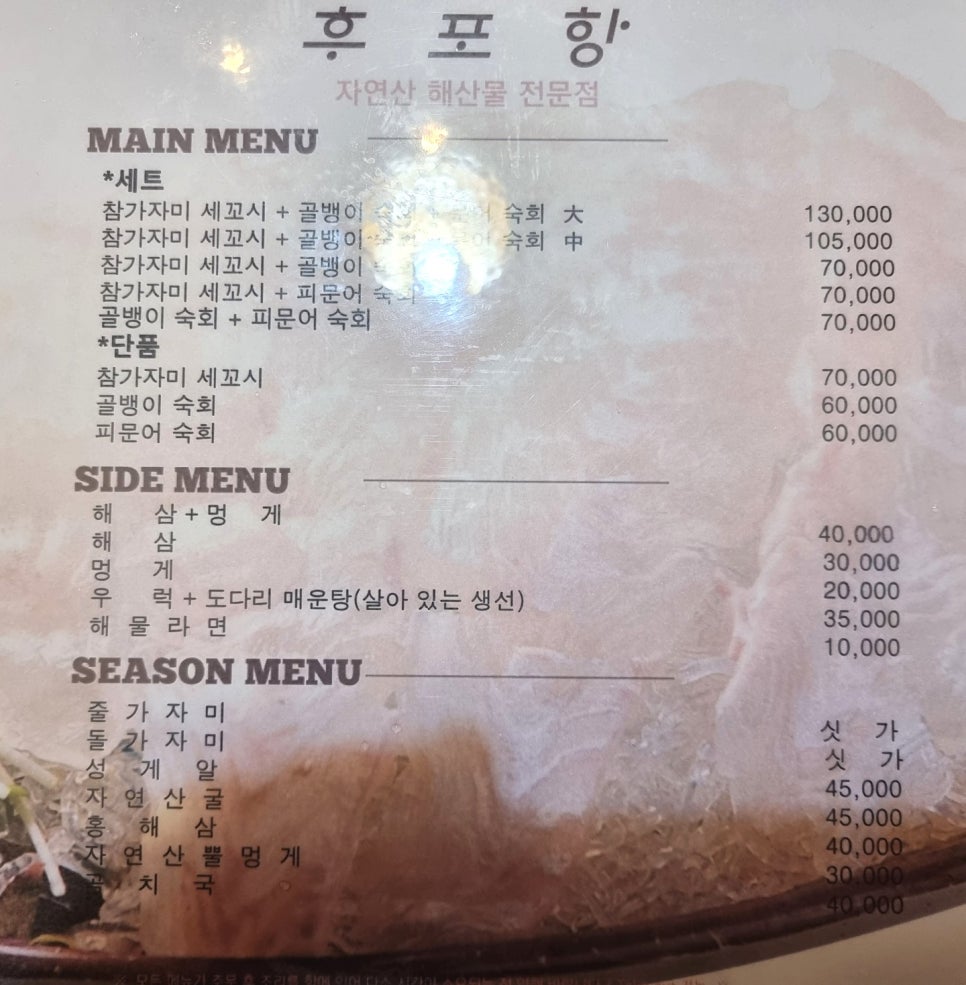 후 포 항
자연산 해산물 전문점
MAIN MENU
*세트
참가자미 세꼬시 + 골뱅이 숙회 大 130,000
참가자미 세꼬시 + 골뱅이 숙회 中 105,000
참가자미 세꼬시 + 골뱅이 70,000
참가자미 세꼬시 + 피문어 숙회 70,000
골뱅이 숙회 + 피문어 숙회 70,000
*단품
참가자미 세꼬시 70,000
골뱅이 숙회 60,000
피문어 숙회 60,000
SIDE MENU
해 삼 + 멍 게 40,000
해 삼 30,000
멍 게 20,000
우 럭 + 도다리 매운탕(살아 있는 생선) 35,000
해 물 라 면 10,000
SEASON MENU
줄 가 자 미 싯 가
돌 가 자 미 싯 가
성 게 알 45,000
자 연 산 굴 45,000
홍 해 삼 40,000
자 연 산 뿔 멍 게 30,000
곰 치 국 40,000